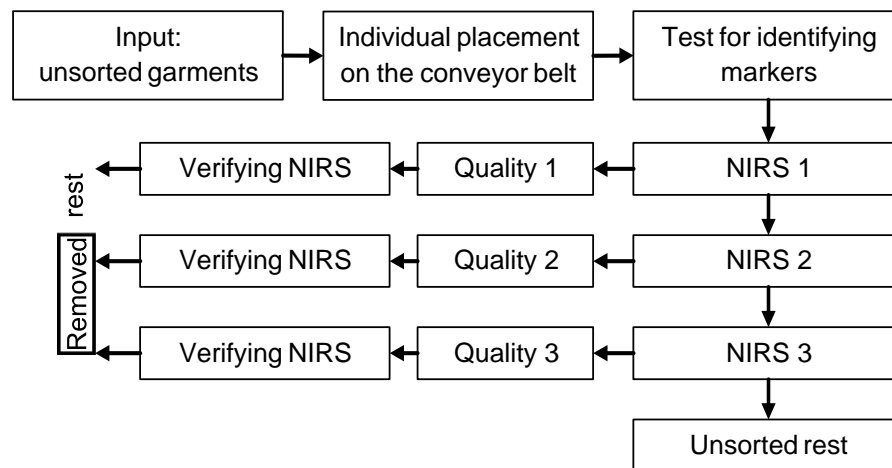 Input:
unsorted garments
Individual placement
on the conveyor belt
Test for identifying
markers
Verifying NIRS
Quality 1
NIRS 1
Verifying NIRS
Quality 2
NIRS 2
Verifying NIRS
Quality 3
NIRS 3
Removed rest
Unsorted rest